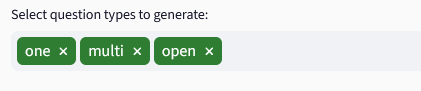 Select question types to generate:
one × multi × open ×